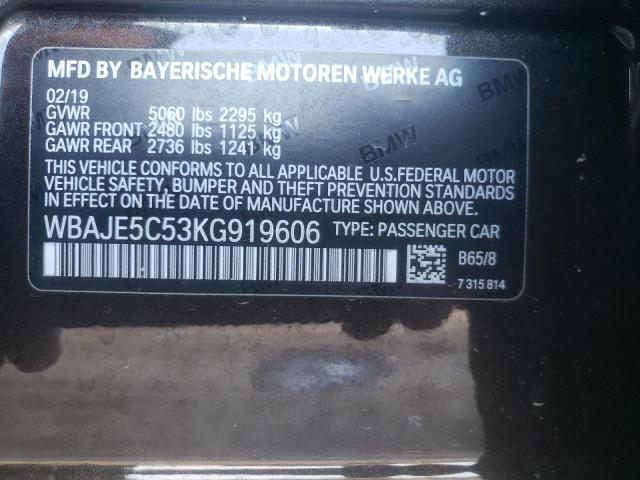 MFD BY BAYERISCHE MOTOREN WERKE AG
02/19
GVWR 5060 lbs 2295 kg
GAWR FRONT 2480 lbs 1125 kg
GAWR REAR 2736 lbs 1241 kg
THIS VEHICLE CONFORMS TO ALL APPLICABLE U.S.FEDERAL MOTOR
VEHICLE SAFETY, BUMPER AND THEFT PREVENTION STANDARDS
IN EFFECT ON THE DATE OF MANUFACTURE SHOWN ABOVE
WBAJE5C53KG919606 TYPE: PASSENGER CAR
B65/8
7 315 814
BMW
BMW